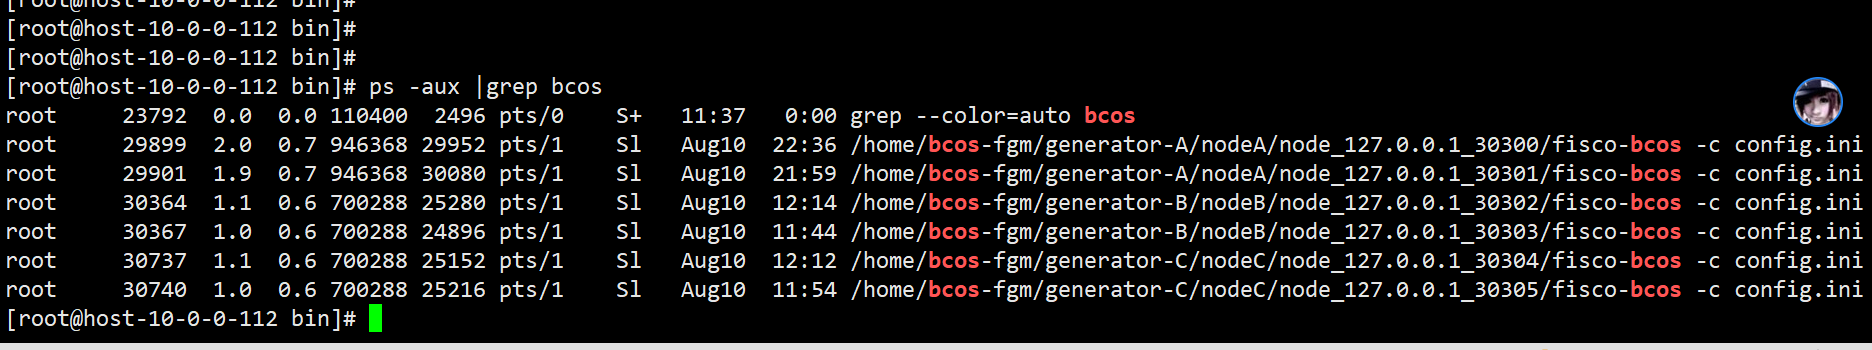 [root@host-10-0-0-112 bin]#
[root@host-10-0-0-112 bin]#
[root@host-10-0-0-112 bin]#
[root@host-10-0-0-112 bin]# ps -aux |grep bcos
root     23792  0.0  0.0 110400  2496 pts/0    S+   11:37   0:00 grep --color=auto bcos
root     29899  2.0  0.7 946368 29952 pts/1    Sl   Aug10  22:36 /home/bcos-fgm/generator-A/nodeA/node_127.0.0.1_30300/fisco-bcos -c config.ini
root     29901  1.9  0.7 946368 30080 pts/1    Sl   Aug10  21:59 /home/bcos-fgm/generator-A/nodeA/node_127.0.0.1_30301/fisco-bcos -c config.ini
root     30364  1.1  0.6 700288 25280 pts/1    Sl   Aug10  12:14 /home/bcos-fgm/generator-B/nodeB/node_127.0.0.1_30302/fisco-bcos -c config.ini
root     30367  1.0  0.6 700288 24896 pts/1    Sl   Aug10  11:44 /home/bcos-fgm/generator-B/nodeB/node_127.0.0.1_30303/fisco-bcos -c config.ini
root     30737  1.1  0.6 700288 25152 pts/1    Sl   Aug10  12:12 /home/bcos-fgm/generator-C/nodeC/node_127.0.0.1_30304/fisco-bcos -c config.ini
root     30740  1.0  0.6 700288 25216 pts/1    Sl   Aug10  11:54 /home/bcos-fgm/generator-C/nodeC/node_127.0.0.1_30305/fisco-bcos -c config.ini
[root@host-10-0-0-112 bin]#